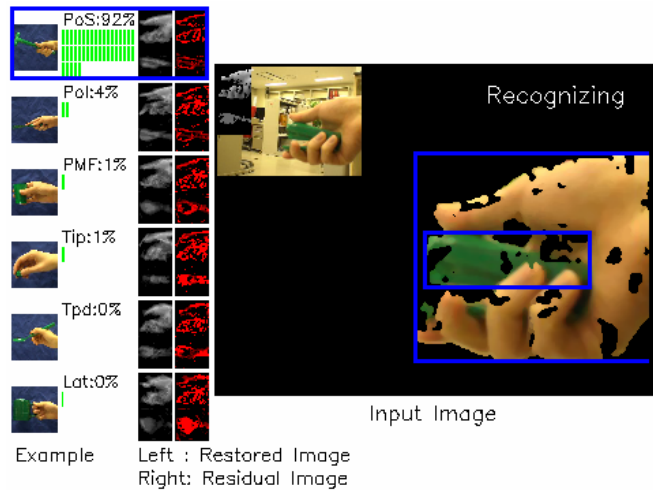 PoS:92%
PoI:4%
PMF:1%
Tip:1%
Tpd:0%
Lat:0%
Recognizing
Input Image
Example
Left : Restored Image
Right: Residual Image